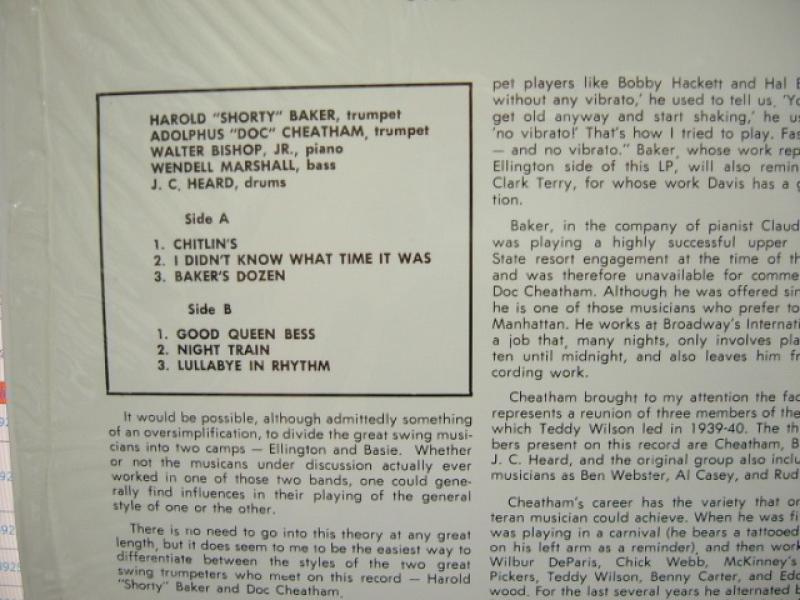 HAROLD "SHORTY" BAKER, trumpet
ADOLPHUS "DOC" CHEATHAM, trumpet
WALTER BISHOP, JR., piano
WENDELL MARSHALL, bass
J. C. HEARD, drums
Side A
1. CHITLIN'S
2. I DIDN'T KNOW WHAT TIME IT WAS
3. BAKER'S DOZEN
Side B
1. GOOD QUEEN BESS
2. NIGHT TRAIN
3. LULLABYE IN RHYTHM
It would be possible, although admittedly something
of an oversimplification, to divide the great swing musi-
cians into two camps — Ellington and Basie. Whether
or not the musicans under discussion actually ever
worked in one of those two bands, one could gene-
rally find influences in their playing of the general
style of one or the other.
There is no need to go into this theory at any great
length, but it does seem to me to be the easiest way to
differentiate between the styles of the two great
swing trumpeters who meet on this record — Harold
"Shorty" Baker and Doc Cheatham.
pet players like Bobby Hackett and Hal
without any vibrato,' he used to tell us, 'Yo
get old anyway and start shaking,' he us
'no vibrato!' That's how I tried to play. Fas
— and no vibrato." Baker, whose work rep
Ellington side of this LP, will also remin
Clark Terry, for whose work Davis has a
tion.
Baker, in the company of pianist Claud
was playing a highly successful upper
State resort engagement at the time of th
and was therefore unavailable for comme
Doc Cheatham. Although he was offered sin
he is one of those musicians who prefer to
Manhattan. He works at Broadway's Internati
a job that, many nights, only involves pla
ten until midnight, and also leaves him fr
cording work.
Cheatham brought to my attention the fac
represents a reunion of three members of the
which Teddy Wilson led in 1939-40. The th
bers present on this record are Cheatham, B
J. C. Heard, and the original group also inclu
musicians as Ben Webster, Al Casey, and Rud
Cheatham's career has the variety that on
teran musician could achieve. When he was fi
was playing in a carnival (he bears a tattooed
on his left arm as a reminder), and then work
Wilbur DeParis, Chick Webb, McKinney's
Pickers, Teddy Wilson, Benny Carter, and Edd
wood. For the last several years he alternated b